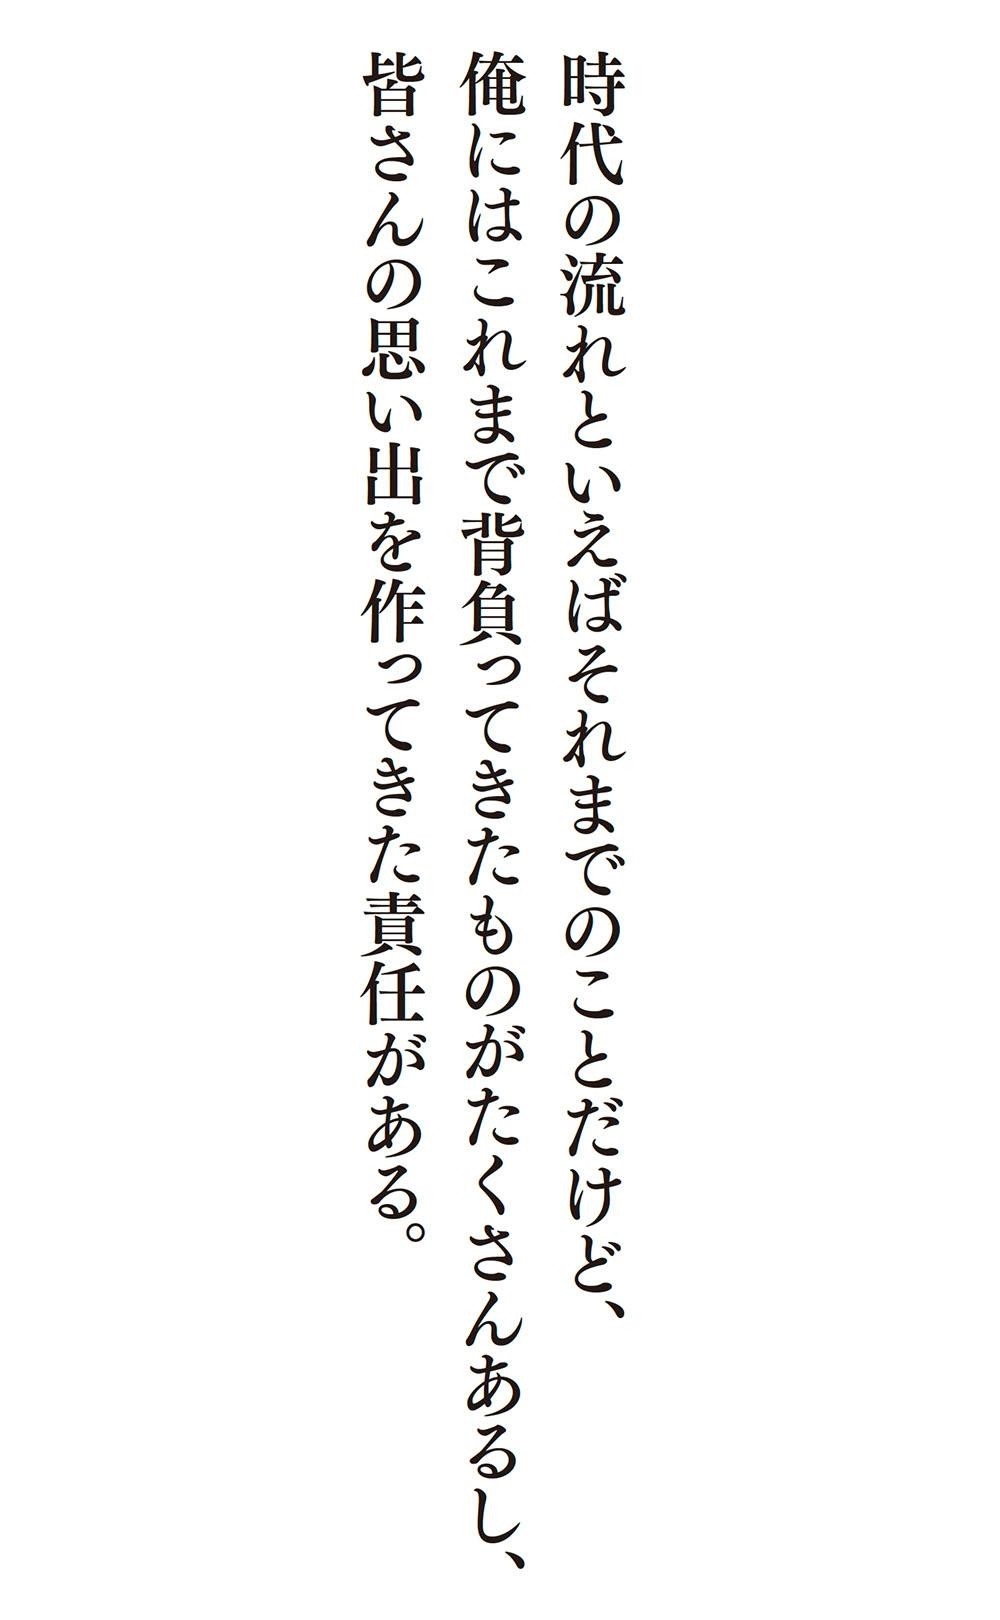 時代の流れといえばそれまでのことだけど、
俺にはこれまで背負ってきたものがたくさんあるし、
皆さんの思い出を作ってきた責任がある。